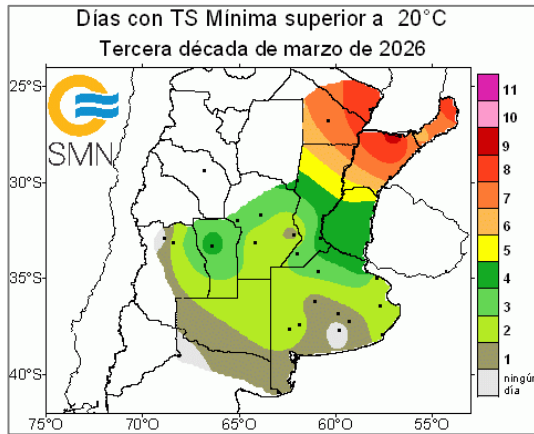 Días con TS Mínima superior a 20°C
Tercera década de marzo de 2026
SMN
25°S
30°S
35°S
40°S
75°O
70°O
65°O
60°O
55°O
11
10
9
8
7
6
5
4
3
2
1
ningún
día